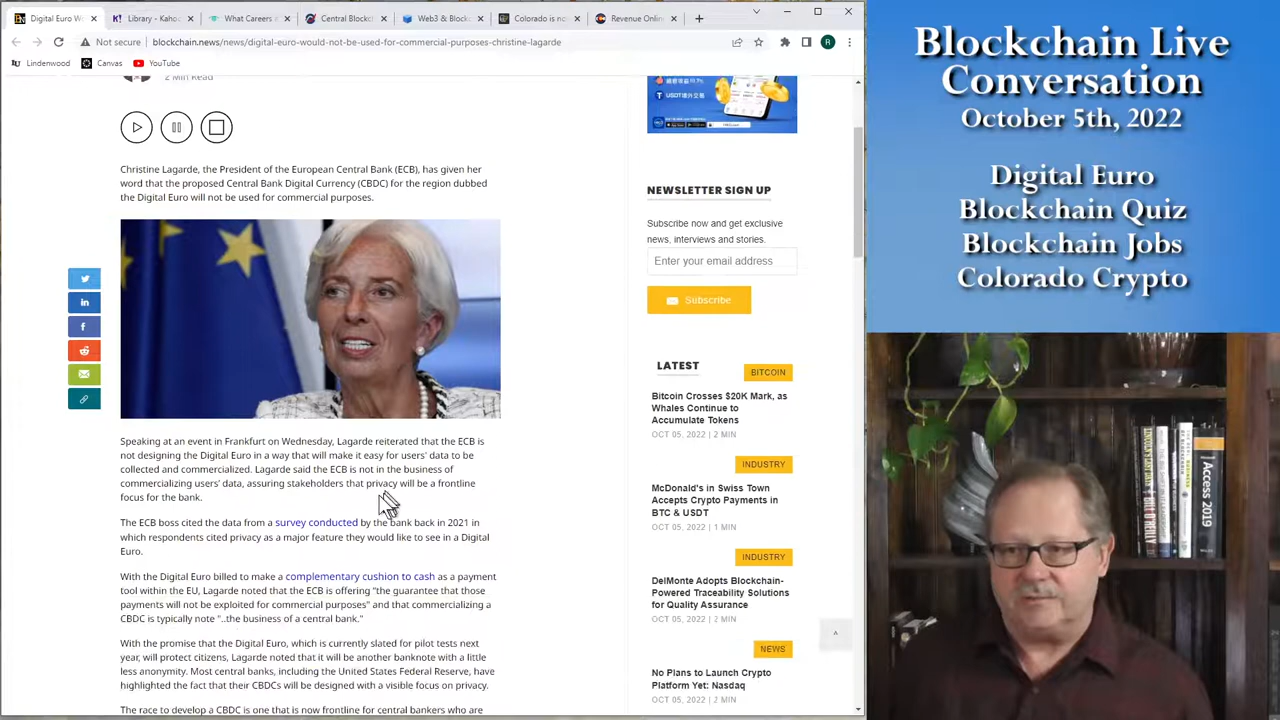 Digital Euro W
Library - Kaho
What Careers
Central Blockc
Web3 & Block
Colorado is no
Revenue Onlin
Not secure
blockchain.news/news/digital-euro-would-not-be-used-for-commercial-purposes-christine-lagarde
R
Lindenwood
Canvas
YouTube
2 Min Read
Christine Lagarde, the President of the European Central Bank (ECB), has given her
word that the proposed Central Bank Digital Currency (CBDC) for the region dubbed
the Digital Euro will not be used for commercial purposes.
Speaking at an event in Frankfurt on Wednesday, Lagarde reiterated that the ECB is
not designing the Digital Euro in a way that will make it easy for users' data to be
collected and commercialized. Lagarde said the ECB is not in the business of
commercializing users' data, assuring stakeholders that privacy will be a frontline
focus for the bank.
The ECB boss cited the data from a survey conducted by the bank back in 2021 in
which respondents cited privacy as a major feature they would like to see in a Digital
Euro.
With the Digital Euro billed to make a complementary cushion to cash as a payment
tool within the EU, Lagarde noted that the ECB is offering "the guarantee that those
payments will not be exploited for commercial purposes" and that commercializing a
CBDC is typically note "..the business of a central bank."
With the promise that the Digital Euro, which is currently slated for pilot tests next
year, will protect citizens, Lagarde noted that it will be another banknote with a little
less anonymity. Most central banks, including the United States Federal Reserve, have
highlighted the fact that their CBDCs will be designed with a visible focus on privacy.
The race to develop a CBDC is one that is now frontline for central bankers who are
NEWSLETTER SIGN UP
Subscribe now and get exclusive
news, interviews and stories.
Enter your email address
Subscribe
LATEST
BITCOIN
Bitcoin Crosses $20K Mark, as
Whales Continue to
Accumulate Tokens
OCT 05, 2022 | 2 MIN
INDUSTRY
McDonald's in Swiss Town
Accepts Crypto Payments in
BTC & USDT
OCT 05, 2022 | 1 MIN
INDUSTRY
DelMonte Adopts Blockchain-
Powered Traceability Solutions
for Quality Assurance
OCT 05, 2022 | 2 MIN
NEWS
No Plans to Launch Crypto
Platform Yet: Nasdaq
OCT 05, 2022 | 2 MIN
Blockchain Live
Conversation
October 5th, 2022
Digital Euro
Blockchain Quiz
Blockchain Jobs
Colorado Crypto
Access 2019